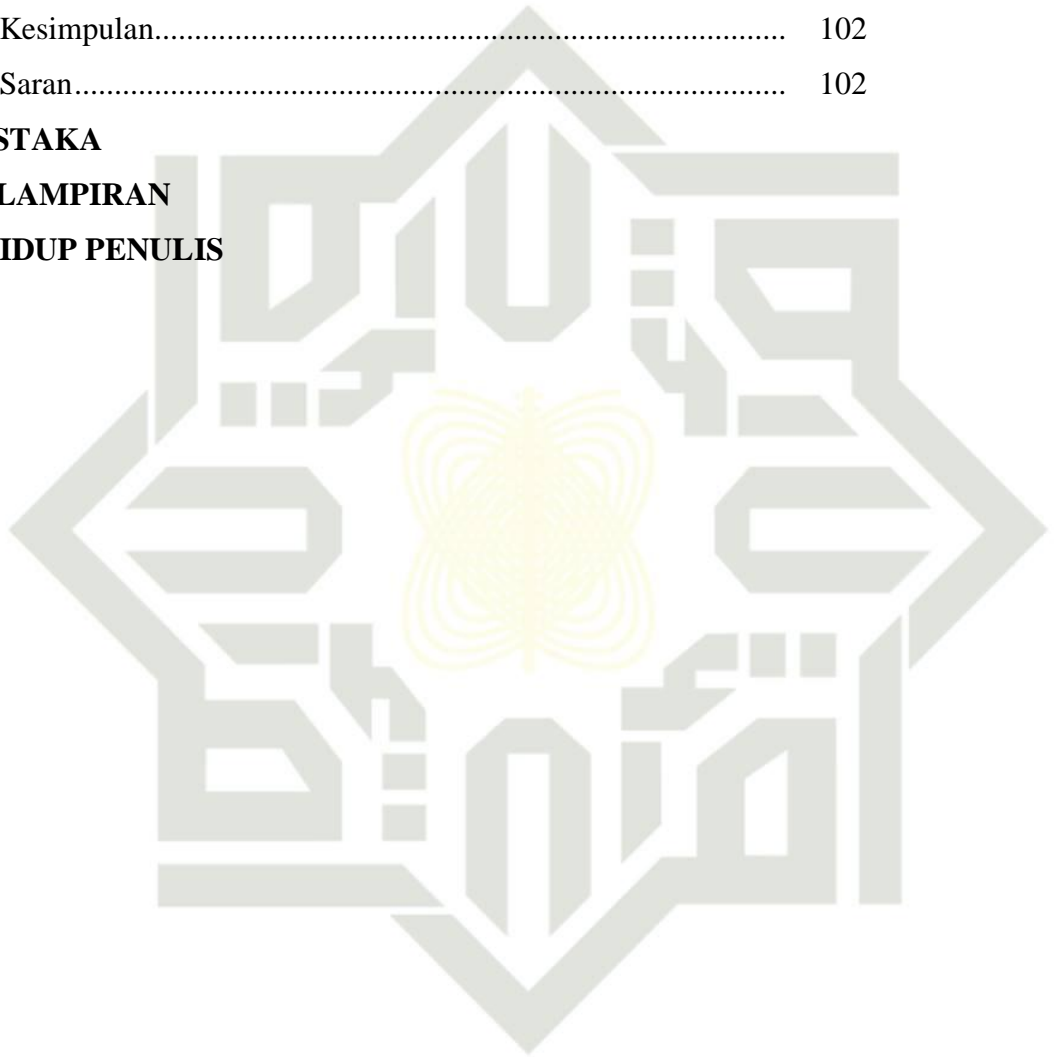 Kesimpulan............................................................................ 102
Saran...................................................................................... 102
STAKA
LAMPIRAN
IDUP PENULIS